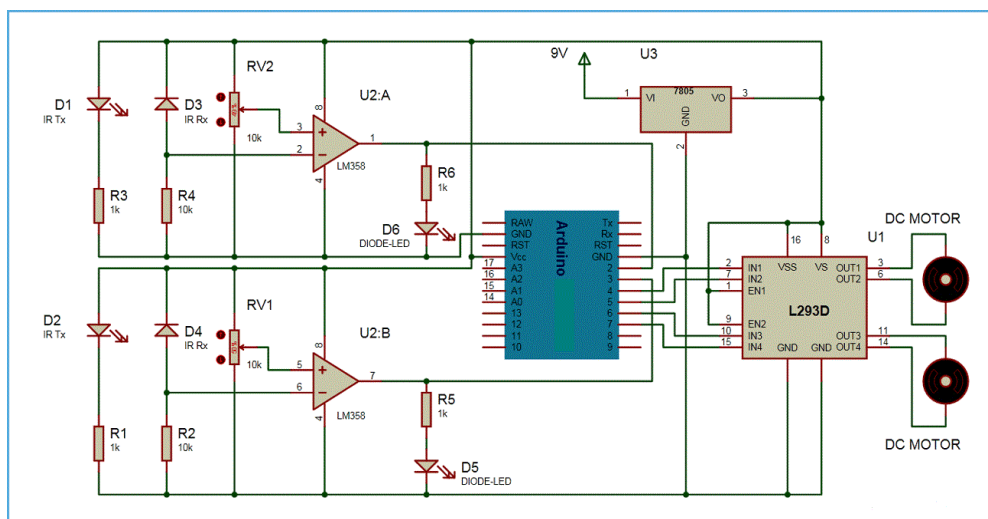 9V
U3
7805
1
VI
VO
3
GND
2
D1
IR Tx
D3
IR Rx
RV2
49%
10k
U2:A
8
3
2
1
4
LM358
R3
1k
R4
10k
R6
1k
D6
DIODE-LED
Arduino
RAW
GND
RST
Vcc
17
A3
16
A2
15
A1
14
A0
13
12
11
10
Tx
Rx
RST
GND
2
3
4
5
6
7
8
9
DC MOTOR
U1
16
8
VSS
VS
2
IN1
7
IN2
1
EN1
9
EN2
10
IN3
15
IN4
OUT1
3
OUT2
6
L293D
OUT3
11
OUT4
14
GND
GND
DC MOTOR
D2
IR Tx
D4
IR Rx
RV1
10k
U2:B
8
5
6
7
4
LM358
R1
1k
R2
10k
R5
1k
D5
DIODE-LED